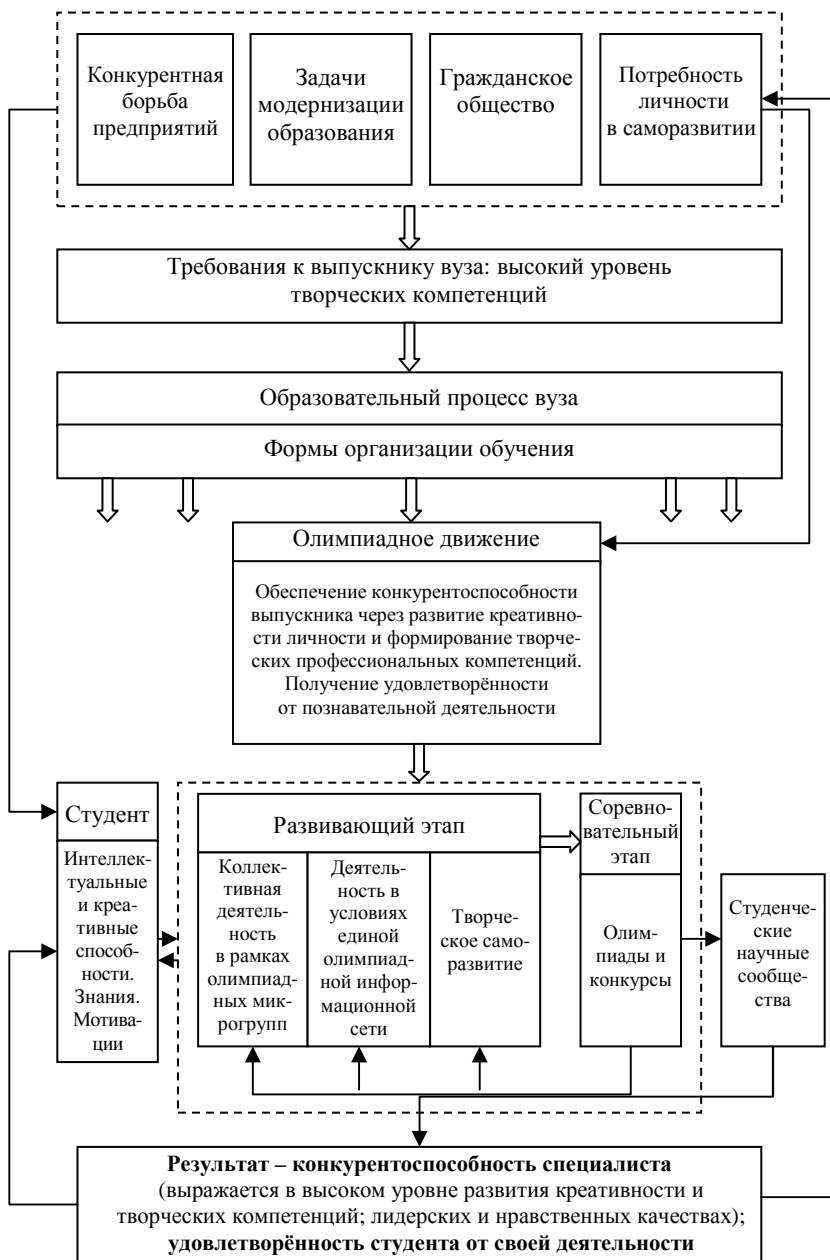 Конкурентная
борьба
предприятий
Задачи
модернизации
образования
Гражданское
общество
Потребность
личности
в саморазвитии
Требования к выпускнику вуза: высокий уровень
творческих компетенций
Образовательный процесс вуза
Формы организации обучения
Олимпиадное движение
Обеспечение конкурентоспособности
выпускника через развитие креативно-
сти личности и формирование творче-
ских профессиональных компетенций.
Получение удовлетворённости
от познавательной деятельности
Студент
Интеллек-
туальные
и креа-
тивные
способ-
ности.
Знания.
Мотива-
ции
Развивающий этап
Коллек-
тивная
деятель-
ность
в рамках
олимпиад-
ных мик-
рогрупп
Деятель-
ность в
условиях
единой
олимпиад-
ной инфор-
мационной
сети
Творче-
ское само-
развитие
Соревно-
вательный
этап
Олим-
пиады и
конкурсы
Студенче-
ские
научные
сообще-
ства
Результат – конкурентоспособность специалиста
(выражается в высоком уровне развития креативности и
творческих компетенций; лидерских и нравственных качествах);
удовлетворённость студента от своей деятельности